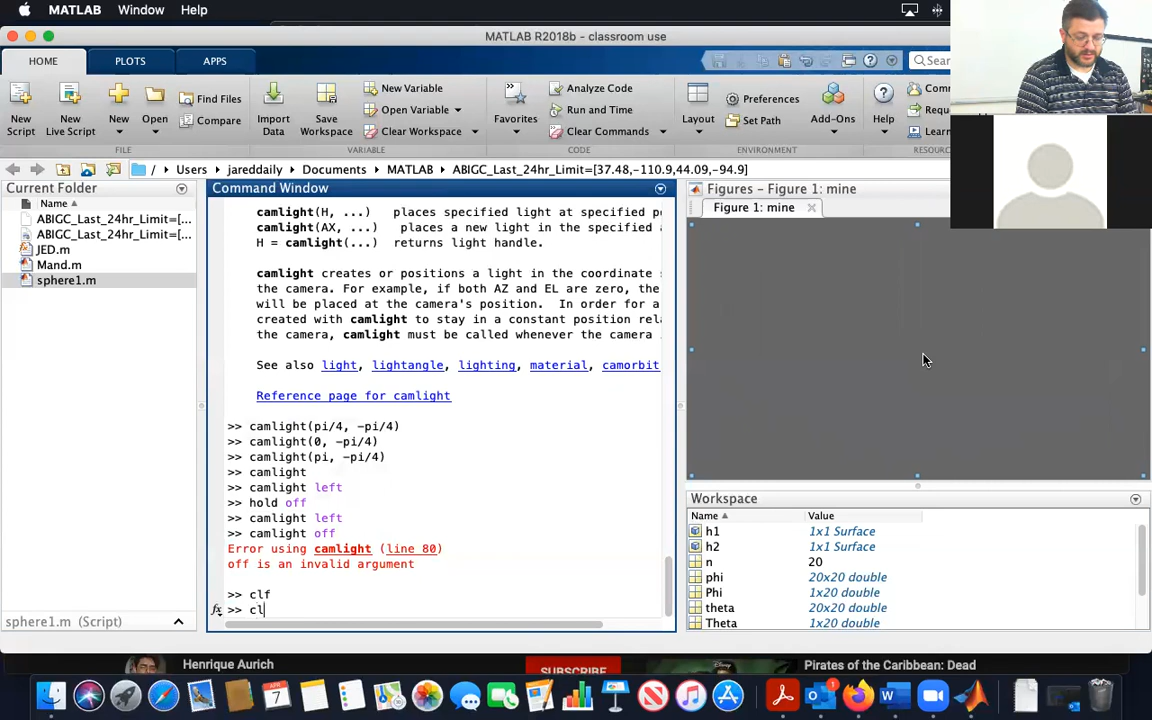 MATLAB Window Help
MATLAB R2018b - classroom use
HOME PLOTS APPS
Sear
New Script
New Live Script
New
Open
Find Files
Compare
Import Data
Save Workspace
New Variable
Open Variable
Clear Workspace
Favorites
Analyze Code
Run and Time
Clear Commands
Layout
Preferences
Set Path
Add-Ons
Help
Comm
Requ
Learn
FILE VARIABLE CODE ENVIRONMENT RESOURC
/ Users jareddaily Documents MATLAB ABIGC_Last_24hr_Limit=[37.48,-110.9,44.09,-94.9]
Current Folder
Name
ABIGC_Last_24hr_Limit=[...
ABIGC_Last_24hr_Limit=[...
JED.m
Mand.m
sphere1.m
sphere1.m (Script)
Command Window
camlight(H, ...) places specified light at specified po
camlight(AX, ...) places a new light in the specified a
H = camlight(...) returns light handle.
camlight creates or positions a light in the coordinate s
the camera. For example, if both AZ and EL are zero, the
will be placed at the camera's position. In order for a
created with camlight to stay in a constant position rela
the camera, camlight must be called whenever the camera
See also light, lightangle, lighting, material, camorbit
Reference page for camlight
>> camlight(pi/4, -pi/4)
>> camlight(0, -pi/4)
>> camlight(pi, -pi/4)
>> camlight
>> camlight left
>> hold off
>> camlight left
>> camlight off
Error using camlight (line 80)
off is an invalid argument
>> clf
fx >> cl
Figures - Figure 1: mine
Figure 1: mine
Workspace
Name Value
h1 1x1 Surface
h2 1x1 Surface
n 20
phi 20x20 double
Phi 1x20 double
theta 20x20 double
Theta 1x20 double
Henrique Aurich
SUBSCRIBE
Pirates of the Caribbean: Dead